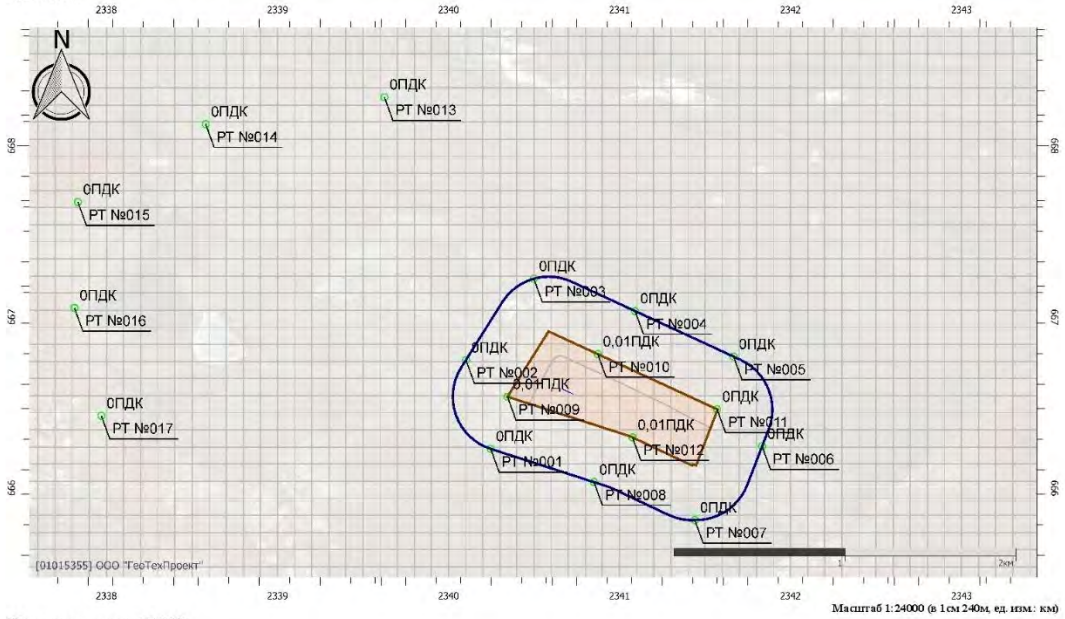 2338 2339 2340 2341 2342 2343
N
0ПДК
РТ №013
0ПДК
РТ №014
668 668
0ПДК
РТ №015
0ПДК
РТ №003
0ПДК
РТ №016
0ПДК
РТ №004
667 667
0,01ПДК
РТ №010
0ПДК
РТ №005
0ПДК
РТ №002
0,01ПДК
РТ №009
0ПДК
РТ №011
0ПДК
РТ №017
0,01ПДК
РТ №012
0ПДК
РТ №006
0ПДК
РТ №001
0ПДК
РТ №008
666 666
0ПДК
РТ №007
[01015355] ООО "ГеоТехПроект"
1 2км
2338 2339 2340 2341 2342 2343
Масштаб 1:24000 (в 1см 240м, ед. изм.: км)